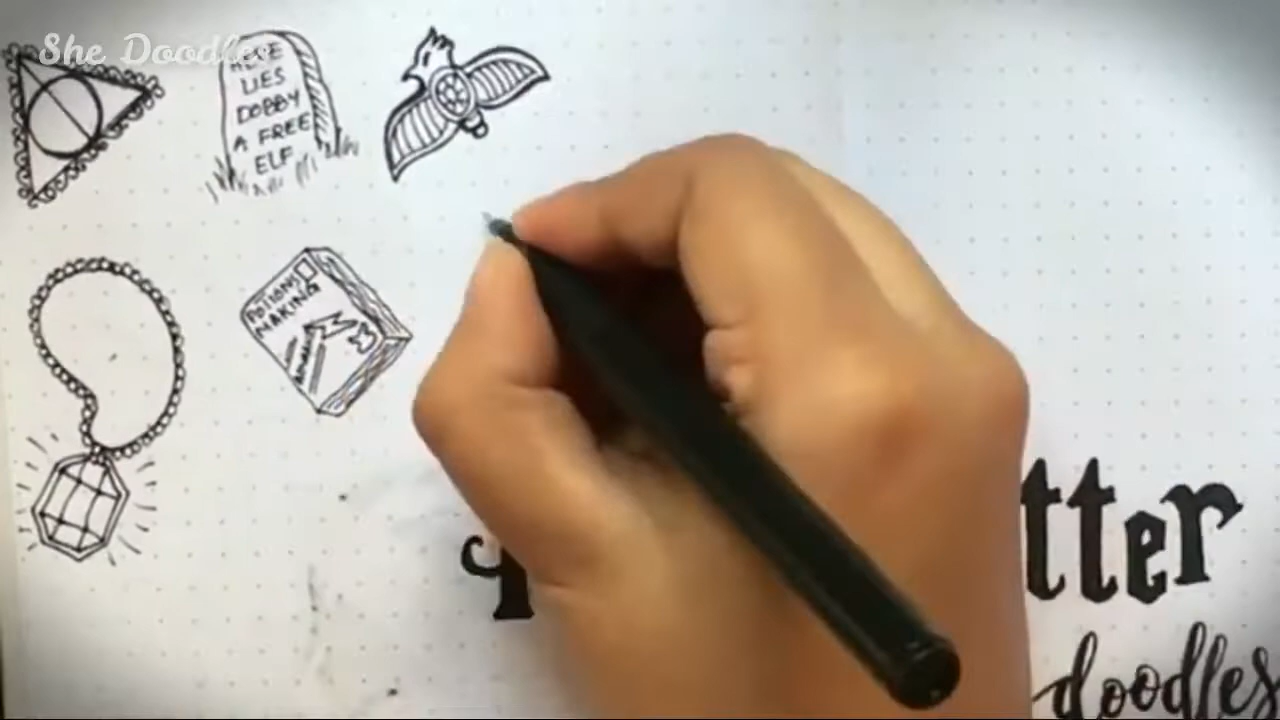 She Doodles
HERE
LIES
DOBBY
A FREE
ELF
POTIONS
MAKING
tter
doodles